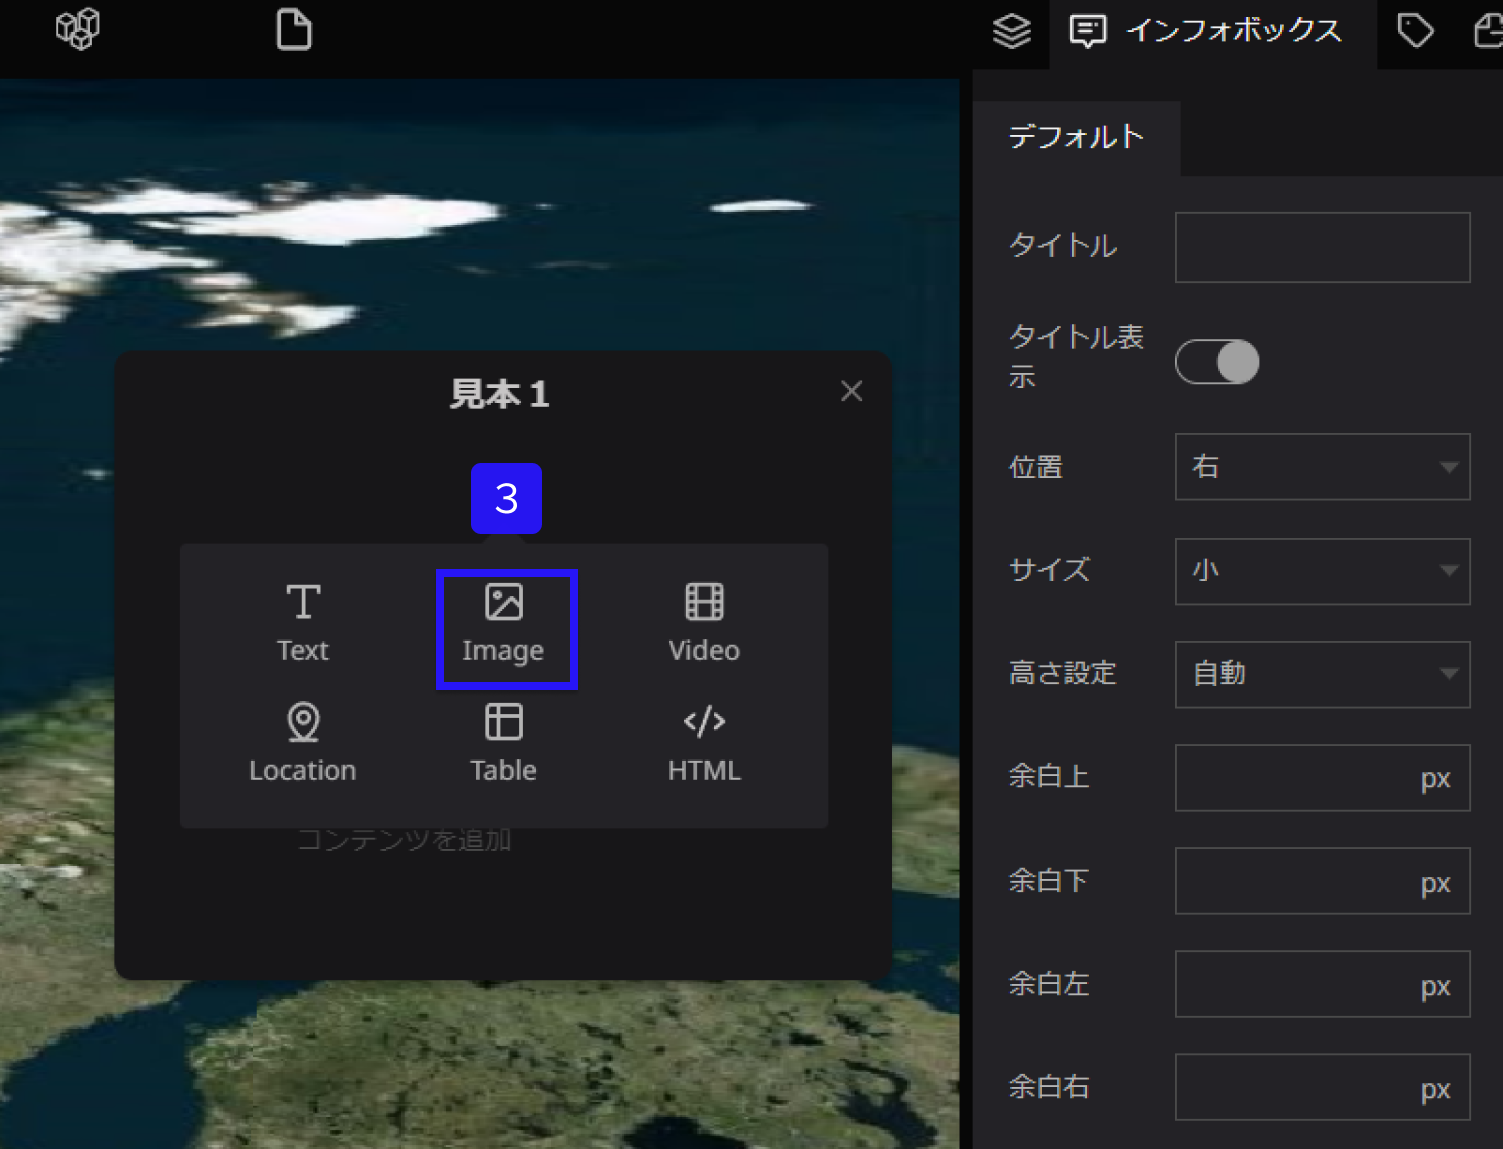 インフォボックス
デフォルト
タイトル
タイトル表
示
位置
右
サイズ
小
高さ設定
自動
余白上
px
余白下
px
余白左
px
余白右
px
見本1
3
Text
Image
Video
Location
Table
HTML
コンテンツを追加